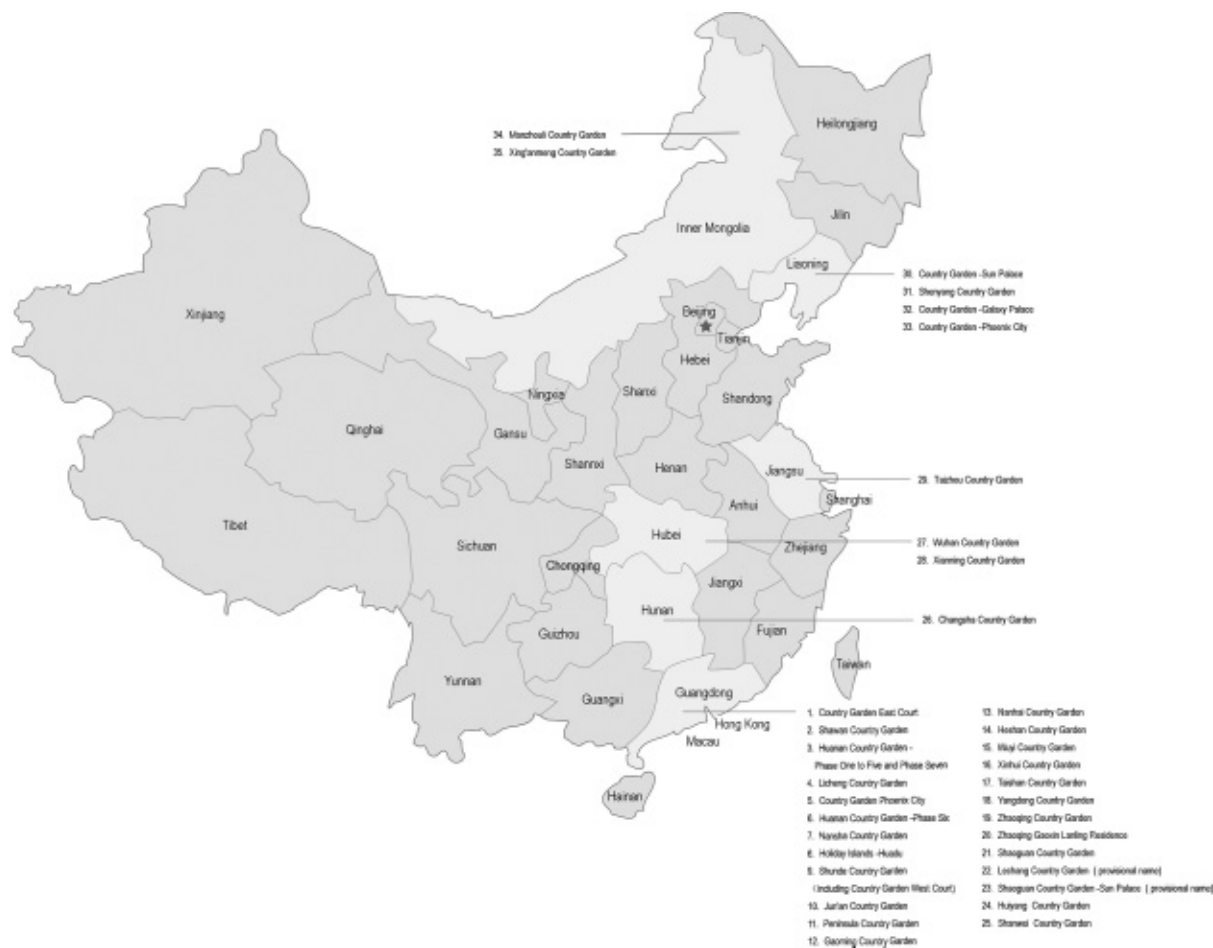 Heilongjiang
34. Manzhouli Country Garden
35. Xing'anmeng Country Garden
Jilin
Inner Mongolia
Liaoning
30. Country Garden -Sun Palace
31. Shenyang Country Garden
32. Country Garden -Galaxy Palace
33. Country Garden -Phoenix City
Xinjiang
Beijing
Tianjin
Hebei
Ningxia
Shanxi
Shandong
Qinghai
Gansu
Shannxi
Henan
Jiangsu
29. Taizhou Country Garden
Shanghai
Anhui
Tibet
Sichuan
Hubei
Zhejiang
27. Wuhan Country Garden
28. Xianning Country Garden
Chongqing
Jiangxi
Hunan
26. Changsha Country Garden
Guizhou
Fujian
Taiwan
Yunnan
Guangxi
Guangdong
Hong Kong
Macau
Hainan
1. Country Garden East Court
2. Shawan Country Garden
3. Huanan Country Garden -
Phase One to Five and Phase Seven
4. Licheng Country Garden
5. Country Garden Phoenix City
6. Huanan Country Garden -Phase Six
7. Nansha Country Garden
8. Holiday Islands -Huadu
9. Shunde Country Garden
(Including Country Garden West Court)
10. Jun'an Country Garden
11. Peninsula Country Garden
12. Gaoming Country Garden
13. Nanhai Country Garden
14. Heshan Country Garden
15. Wuyi Country Garden
16. Xinhui Country Garden
17. Taishan Country Garden
18. Yangdong Country Garden
19. Zhaoqing Country Garden
20. Zhaoqing Gaoxin Lanling Residence
21. Shaoguan Country Garden
22. Lechang Country Garden ( provisional name)
23. Shaoguan Country Garden -Sun Palace ( provisional name)
24. Huiyang Country Garden
25. Shanwei Country Garden